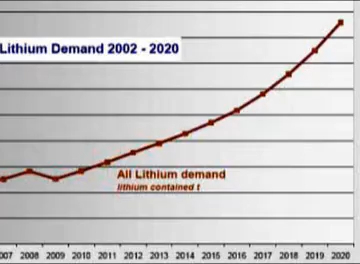 Lithium Demand 2002 - 2020
All Lithium demand
lithium contained t
007 2008 2009 2010 2011 2012 2013 2014 2015 2016 2017 2018 2019 2020